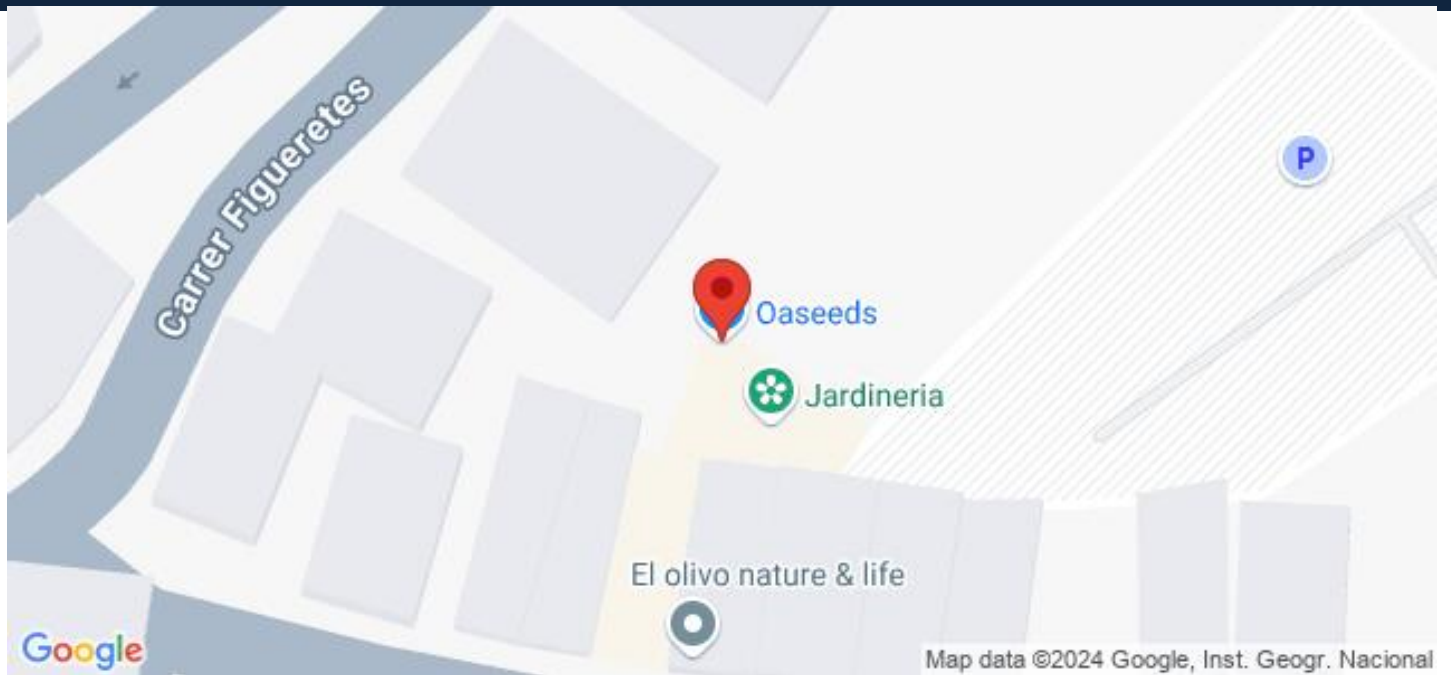 Carrer Figueretes
P
Oaseeds
Jardineria
El olivo nature & life
Google
Map data ©2024 Google, Inst. Geogr. Nacional